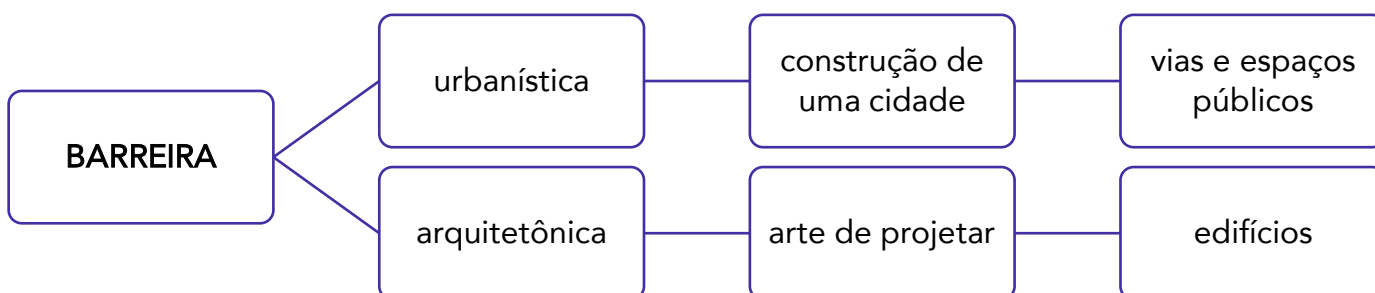 BARREIRA
urbanística
construção de
uma cidade
vias e espaços
públicos
arquitetônica
arte de projetar
edifícios